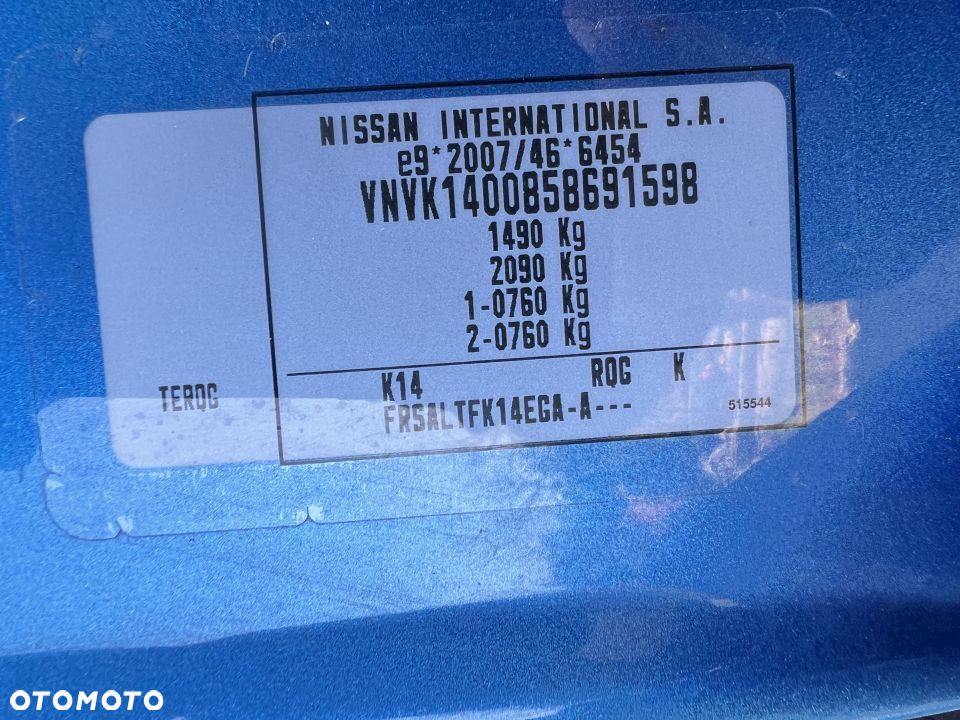 NISSAN INTERNATIONAL S.A.
e9*2007/46*6454
VNVK1400858691598
1490 Kg
2090 Kg
1-0760 Kg
2-0760 Kg
TERQG K14 RQG K
FRSALTFK14EGA-A--- 515544
OTOMOTO